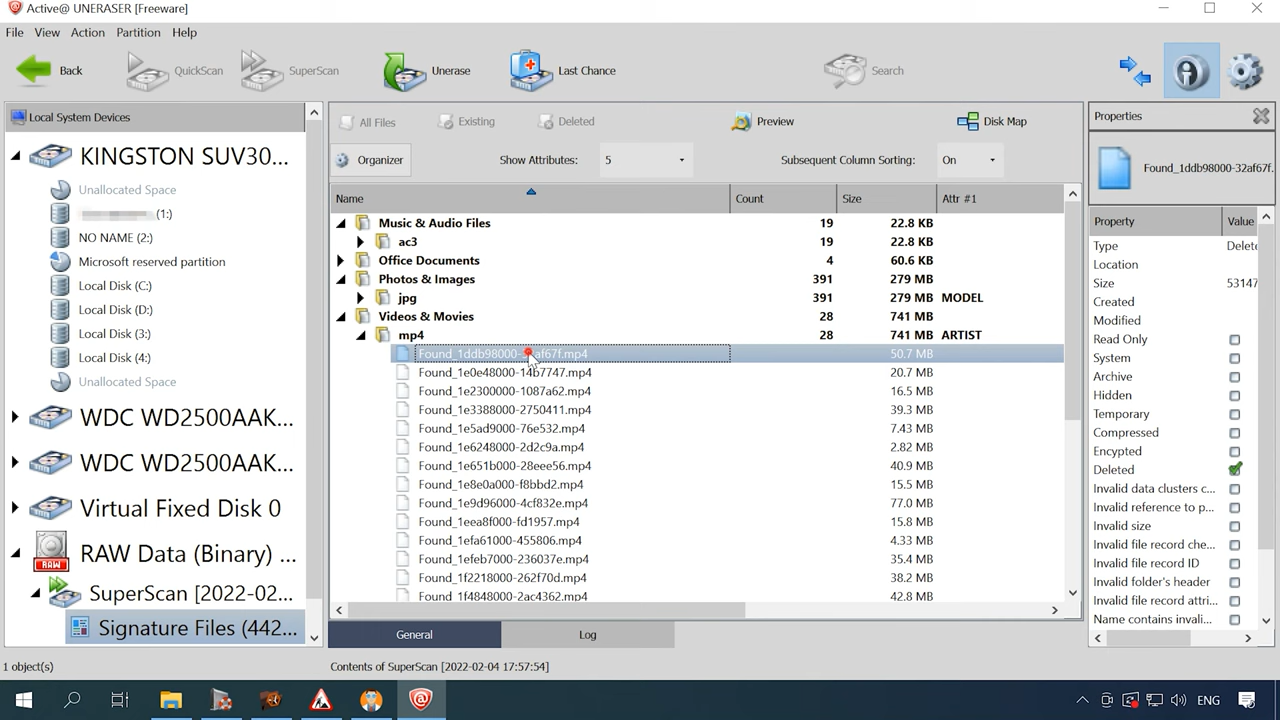 Active@ UNERASER [Freeware]
File View Action Partition Help
Back QuickScan SuperScan Unerase Last Chance Search
Local System Devices
KINGSTON SUV30...
Unallocated Space
(1:)
NO NAME (2:)
Microsoft reserved partition
Local Disk (C:)
Local Disk (D:)
Local Disk (3:)
Local Disk (4:)
Unallocated Space
WDC WD2500AAK...
WDC WD2500AAK...
Virtual Fixed Disk 0
RAW
RAW Data (Binary) ...
SuperScan [2022-02...
Signature Files (442...
All Files Existing Deleted Preview Disk Map
Organizer Show Attributes: 5 Subsequent Column Sorting: On
Name Count Size Attr #1
Music & Audio Files 19 22.8 KB
ac3 19 22.8 KB
Office Documents 4 60.6 KB
Photos & Images 391 279 MB
jpg 391 279 MB MODEL
Videos & Movies 28 741 MB
mp4 28 741 MB ARTIST
Found_1ddb98000-32af67f.mp4 50.7 MB
Found_1e0e48000-14b7747.mp4 20.7 MB
Found_1e2300000-1087a62.mp4 16.5 MB
Found_1e3388000-2750411.mp4 39.3 MB
Found_1e5ad9000-76e532.mp4 7.43 MB
Found_1e6248000-2d2c9a.mp4 2.82 MB
Found_1e651b000-28eee56.mp4 40.9 MB
Found_1e8e0a000-f8bbd2.mp4 15.5 MB
Found_1e9d96000-4cf832e.mp4 77.0 MB
Found_1eea8f000-fd1957.mp4 15.8 MB
Found_1efa61000-455806.mp4 4.33 MB
Found_1efeb7000-236037e.mp4 35.4 MB
Found_1f2218000-262f70d.mp4 38.2 MB
Found_1f4848000-2ac4362.mp4 42.8 MB
General Log
Properties
Found_1ddb98000-32af67f.
Property Value
Type Delete
Location
Size 53147
Created
Modified
Read Only
System
Archive
Hidden
Temporary
Compressed
Encypted
Deleted
Invalid data clusters c...
Invalid reference to p...
Invalid size
Invalid file record che...
Invalid file record ID
Invalid folder's header
Invalid file record attri...
Name contains invali...
1 object(s) Contents of SuperScan [2022-02-04 17:57:54]
ENG